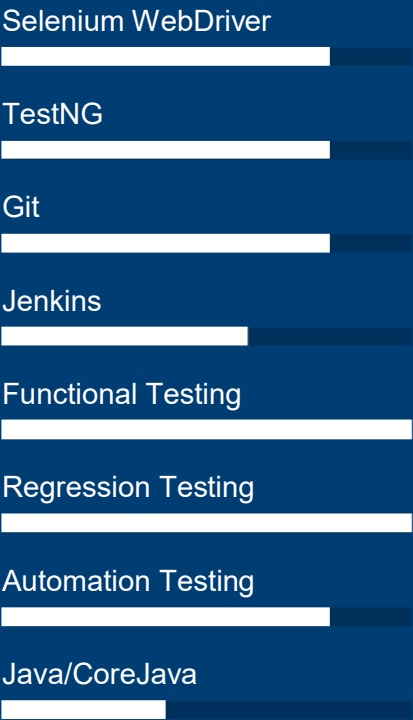 Selenium WebDriver
TestNG
Git
Jenkins
Functional Testing
Regression Testing
Automation Testing
Java/CoreJava